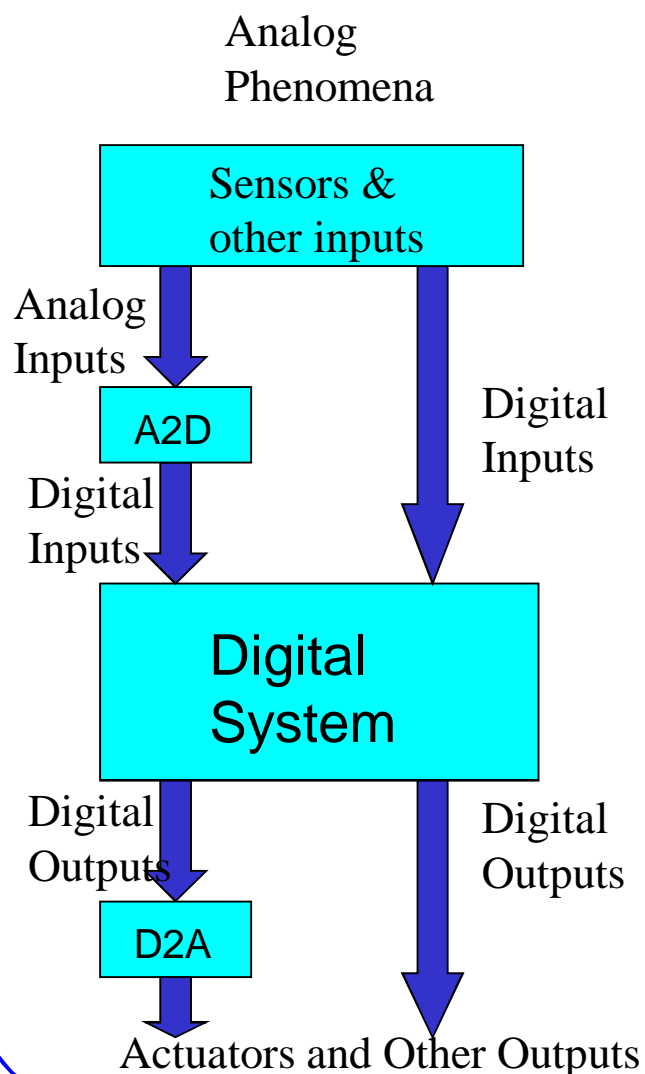 Analog
Phenomena
Sensors &
other inputs
Analog
Inputs
A2D
Digital
Inputs
Digital
Inputs
Digital
System
Digital
Outputs
Digital
Outputs
D2A
Actuators and Other Outputs